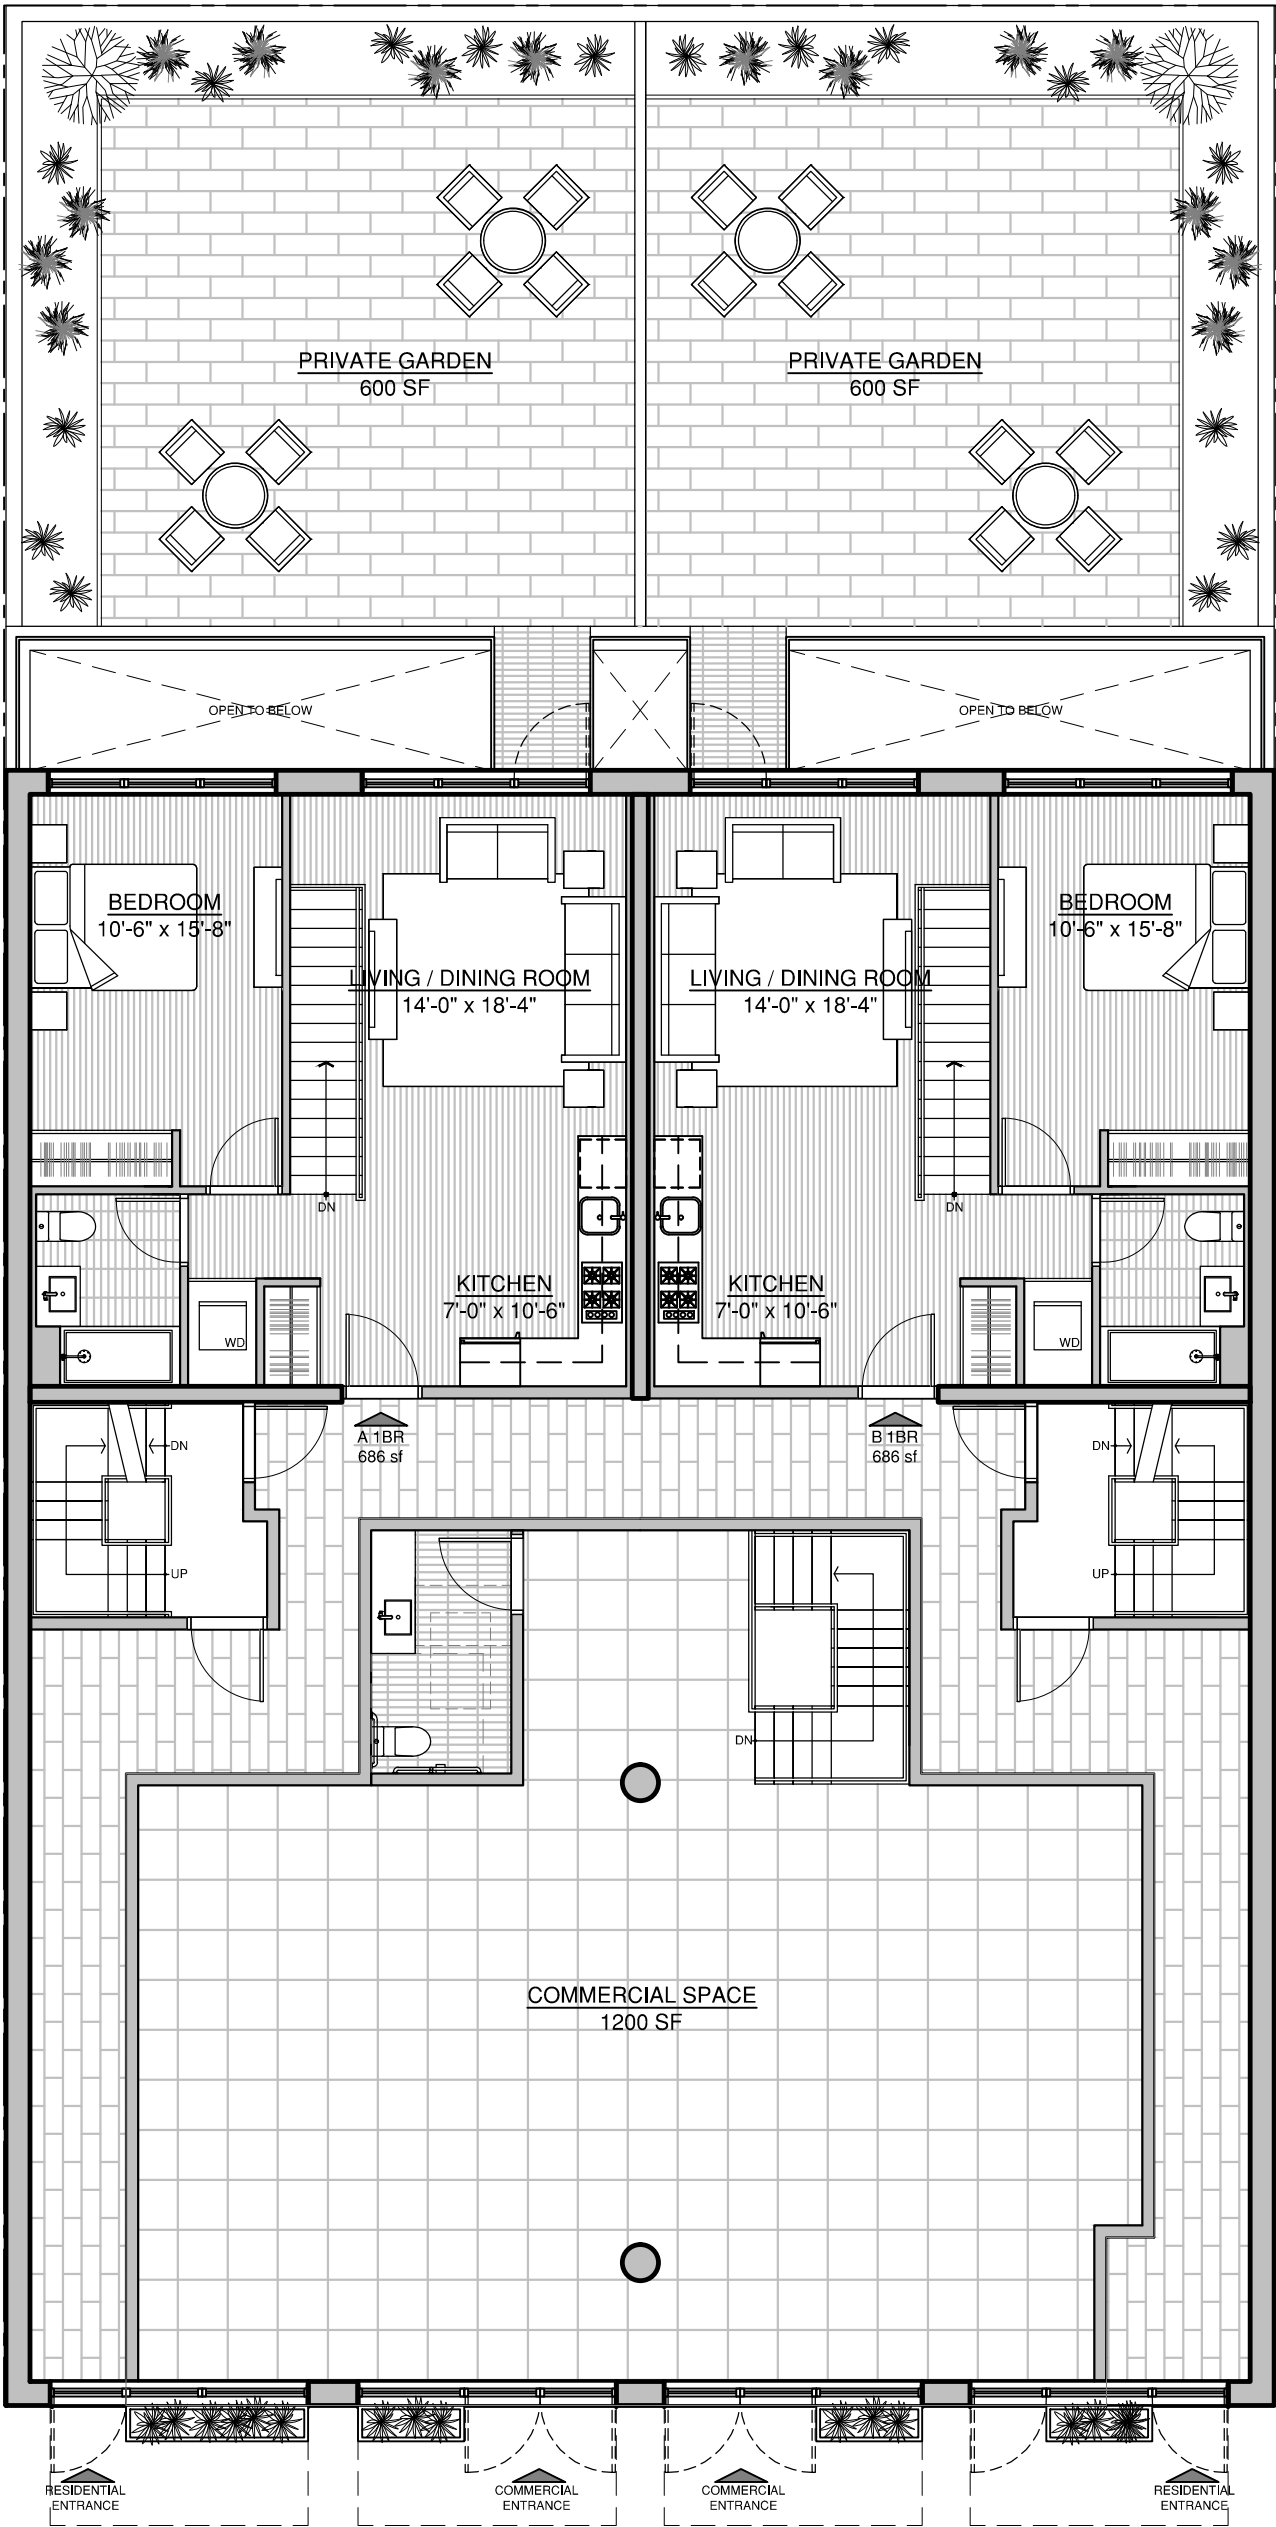 PRIVATE GARDEN
600 SF
PRIVATE GARDEN
600 SF
OPEN TO BELOW
OPEN TO BELOW
BEDROOM
10'-6" x 15'-8"
BEDROOM
10'-6" x 15'-8"
LIVING / DINING ROOM
14'-0" x 18'-4"
LIVING / DINING ROOM
14'-0" x 18'-4"
DN
DN
KITCHEN
7'-0" x 10'-6"
KITCHEN
7'-0" x 10'-6"
WD
WD
A 1BR
686 sf
B 1BR
686 sf
DN
DN
UP
UP
DN
COMMERCIAL SPACE
1200 SF
RESIDENTIAL
ENTRANCE
COMMERCIAL
ENTRANCE
COMMERCIAL
ENTRANCE
RESIDENTIAL
ENTRANCE